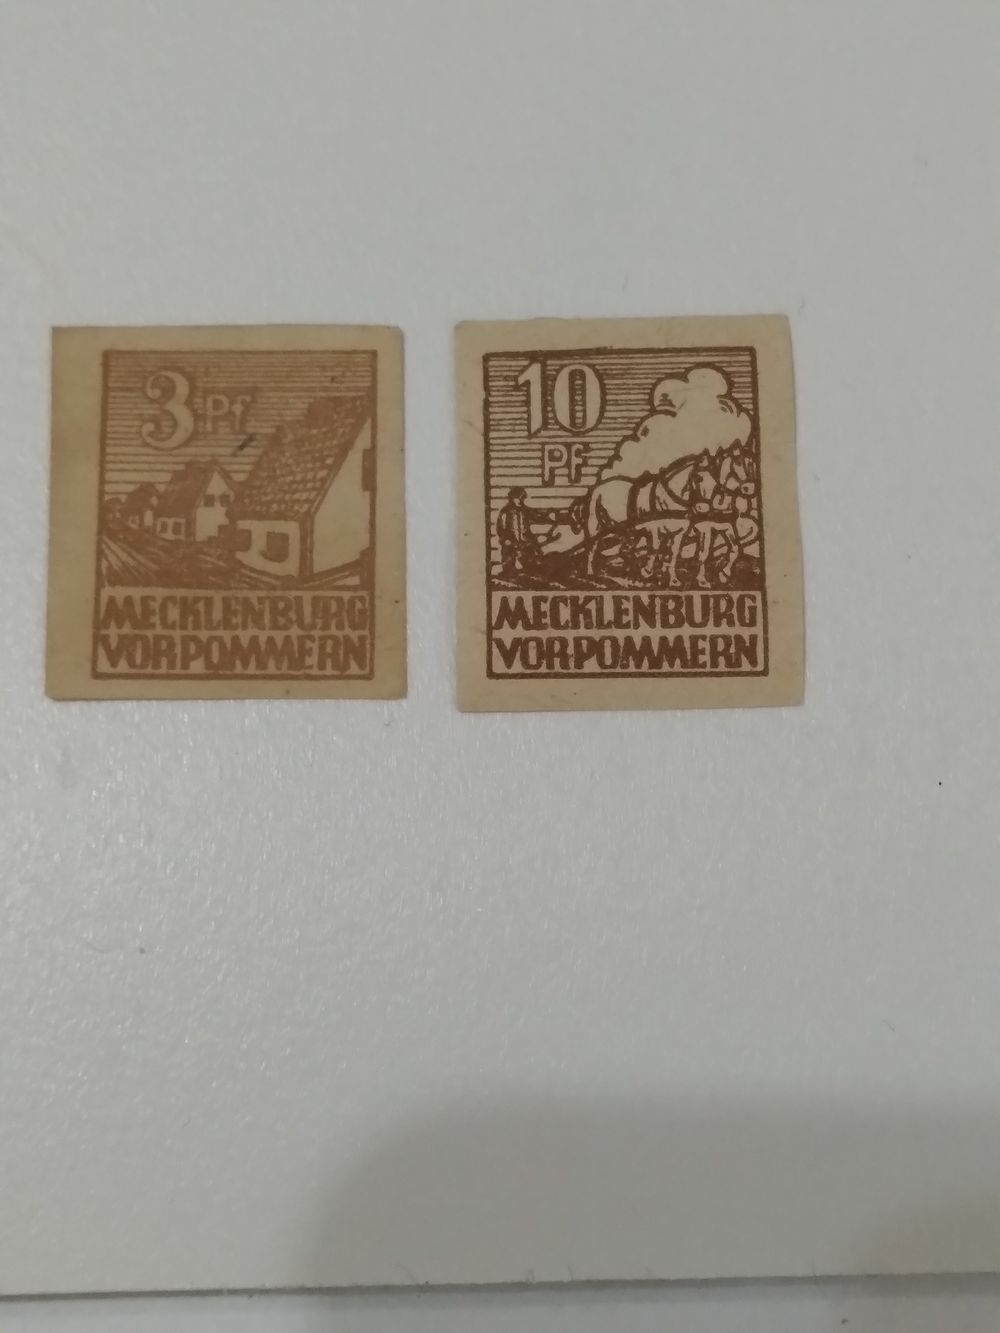 3 Pf
MECKLENBURG
VORPOMMERN
10
PF
MECKLENBURG
VORPOMMERN